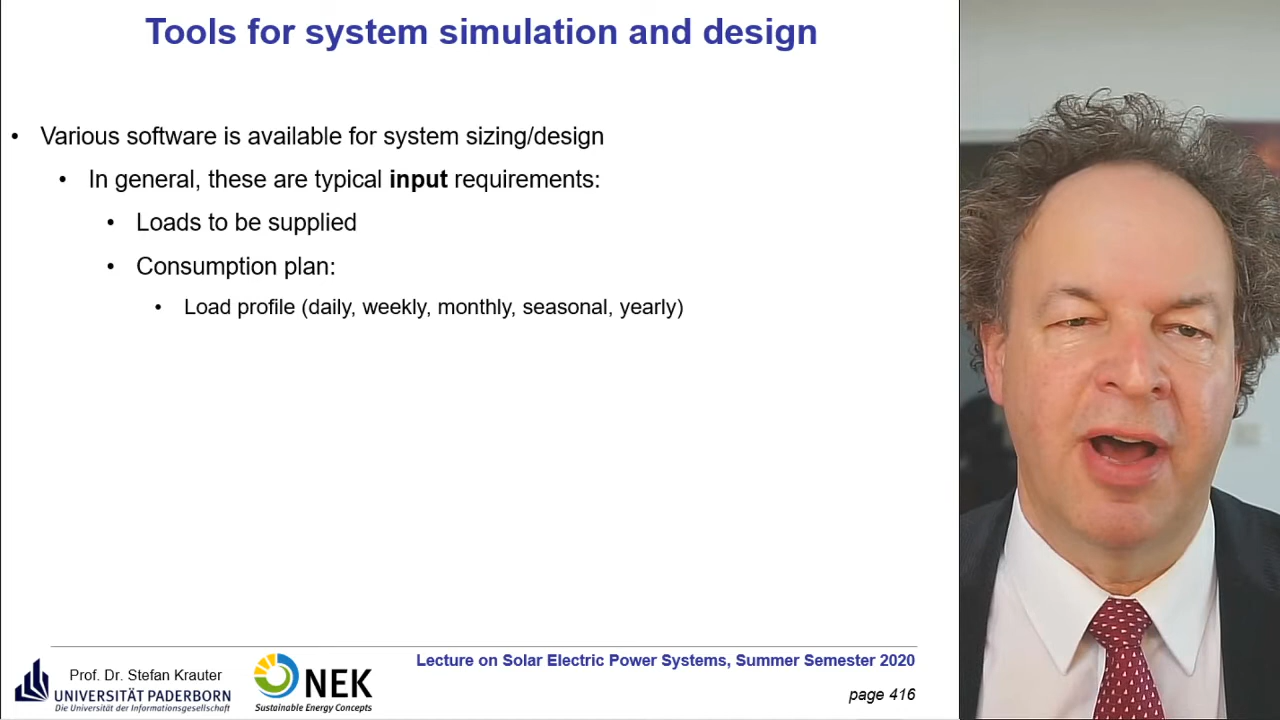 Tools for system simulation and design
• Various software is available for system sizing/design
• In general, these are typical input requirements:
• Loads to be supplied
• Consumption plan:
• Load profile (daily, weekly, monthly, seasonal, yearly)
Lecture on Solar Electric Power Systems, Summer Semester 2020
page 416
Prof. Dr. Stefan Krauter
UNIVERSITÄT PADERBORN
Die Universität der Informationsgesellschaft
NEK
Sustainable Energy Concepts